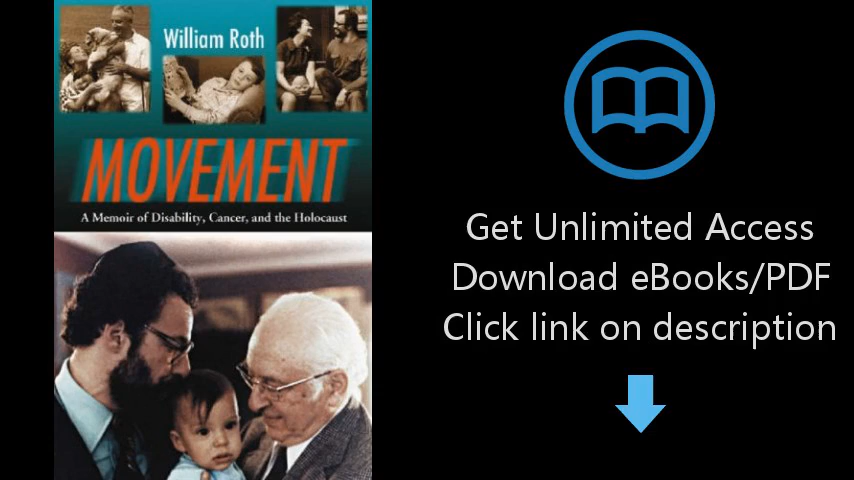 William Roth
MOVEMENT
A Memoir of Disability, Cancer, and the Holocaust
Get Unlimited Access
Download eBooks/PDF
Click link on description